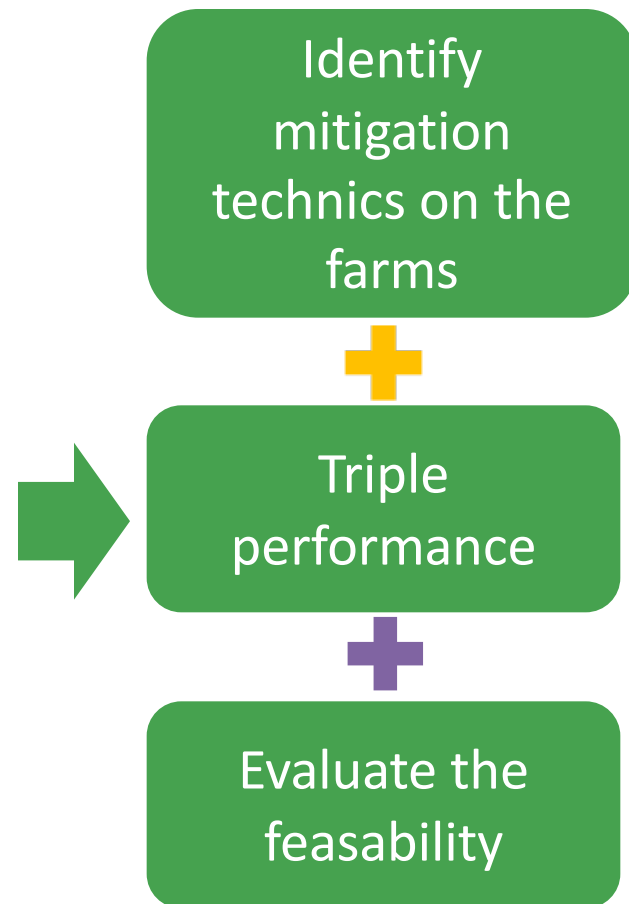 Identify
mitigation
technics on the
farms
Triple
performance
Evaluate the
feasability